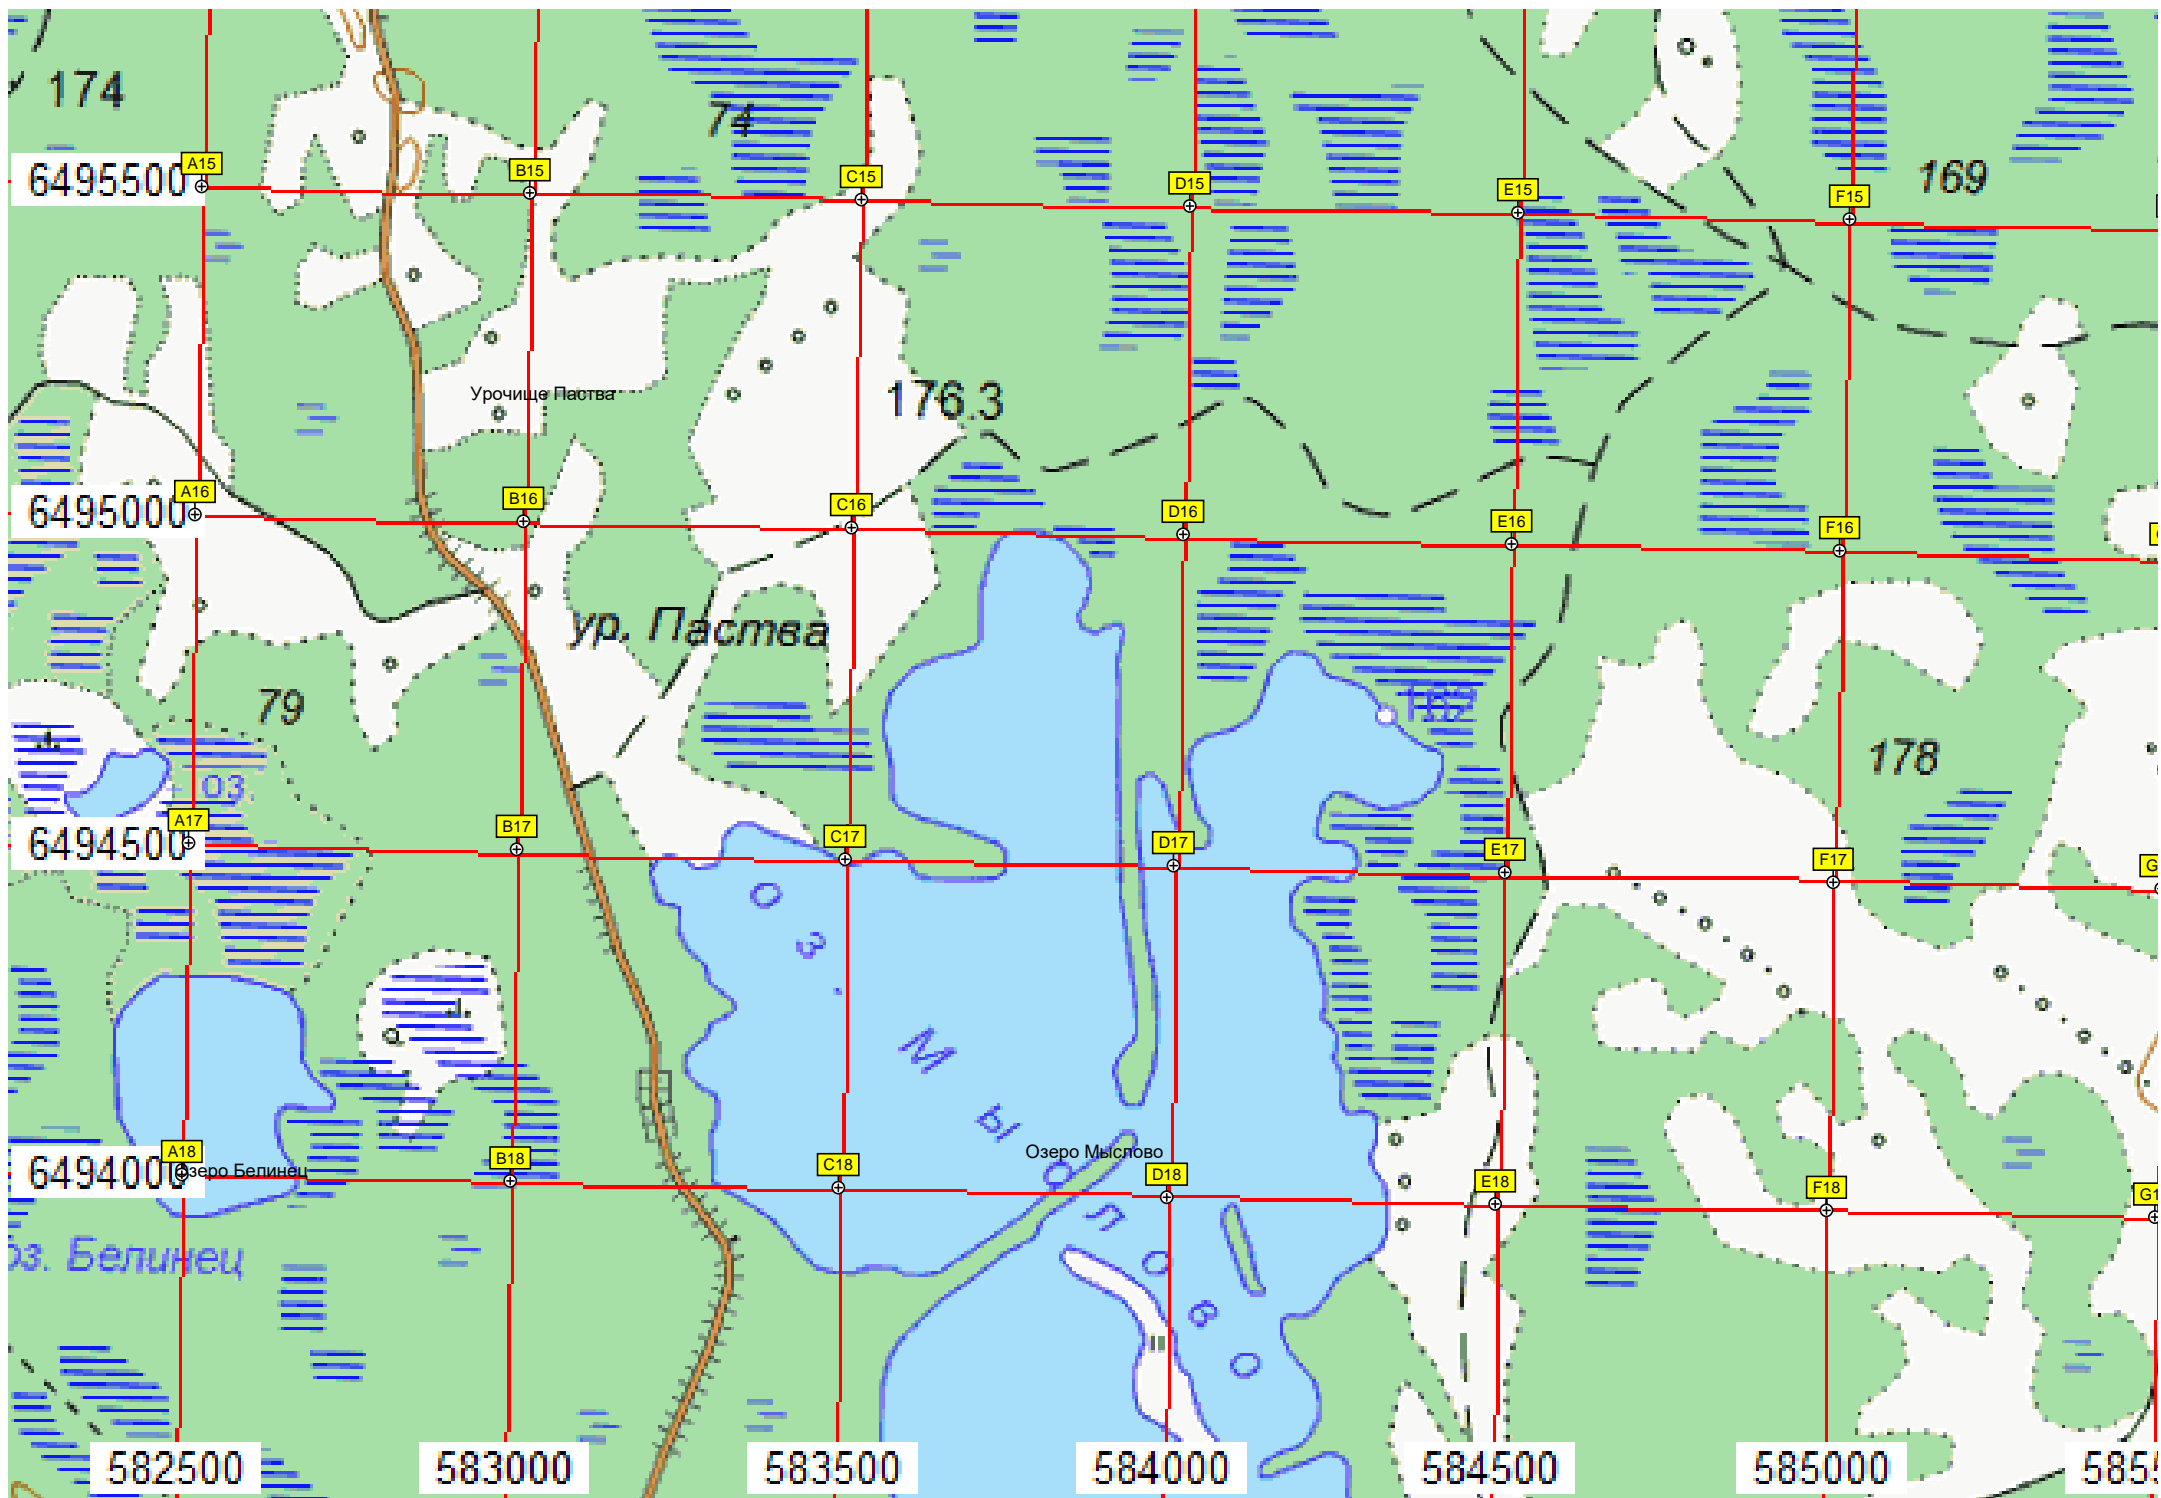 174
74
169
A15
B15
C15
D15
E15
F15
6495500
Урочище Паства
176.3
A16
B16
C16
D16
E16
F16
6495000
ур. Паства
79
178
оз.
A17
B17
C17
D17
E17
F17
G
6494500
О з . М ы с л о в о
A18
B18
C18
D18
E18
F18
G1
6494000
Озеро Белинец
Озеро Мыслово
оз. Белинец
582500
583000
583500
584000
584500
585000
585